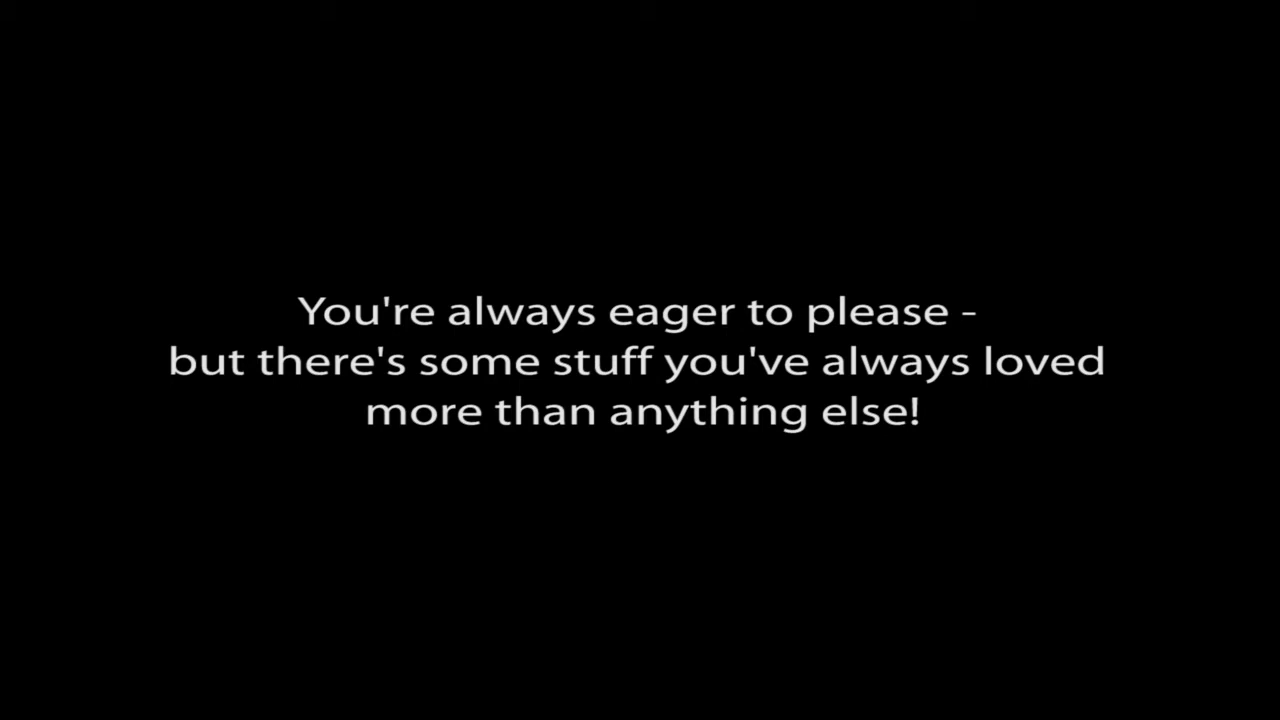 You're always eager to please -
but there's some stuff you've always loved
more than anything else!